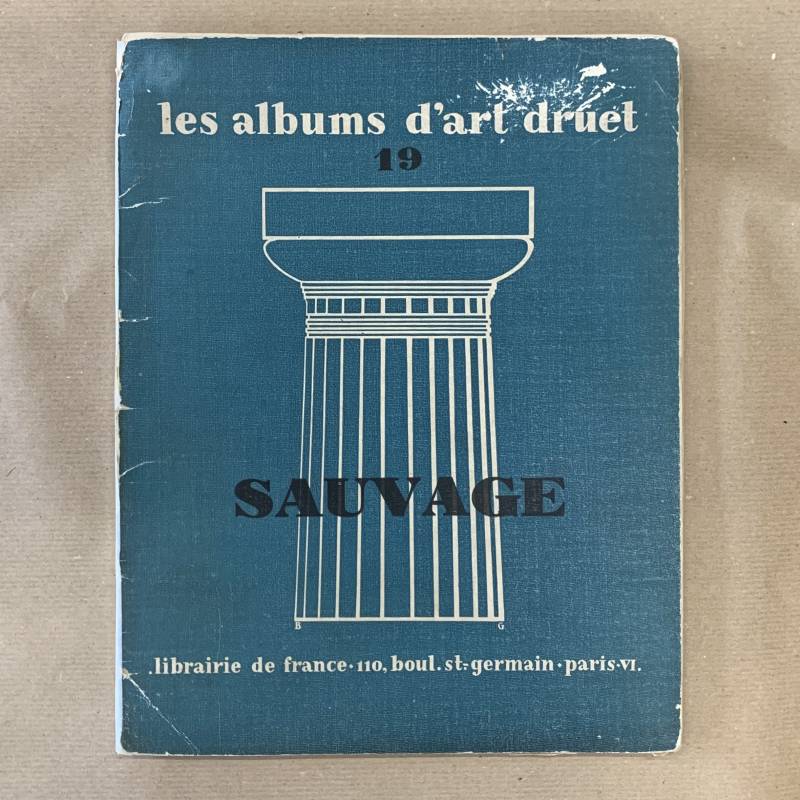 les albums d'art druet
19
SAUVAGE
B G
.librairie de france·110, boul. st-germain·paris·VI.